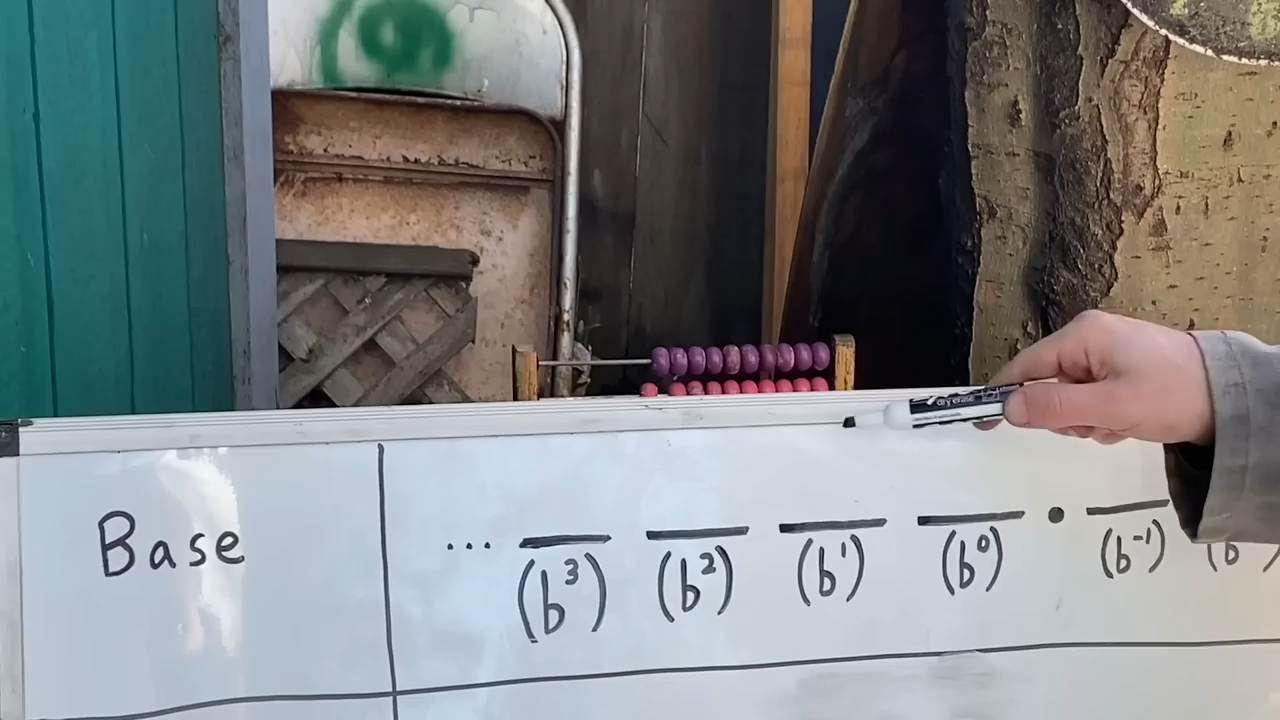 Base
... _ _ _ _ . _
(b³) (b²) (b¹) (b⁰) (b⁻¹) (b
dry erase